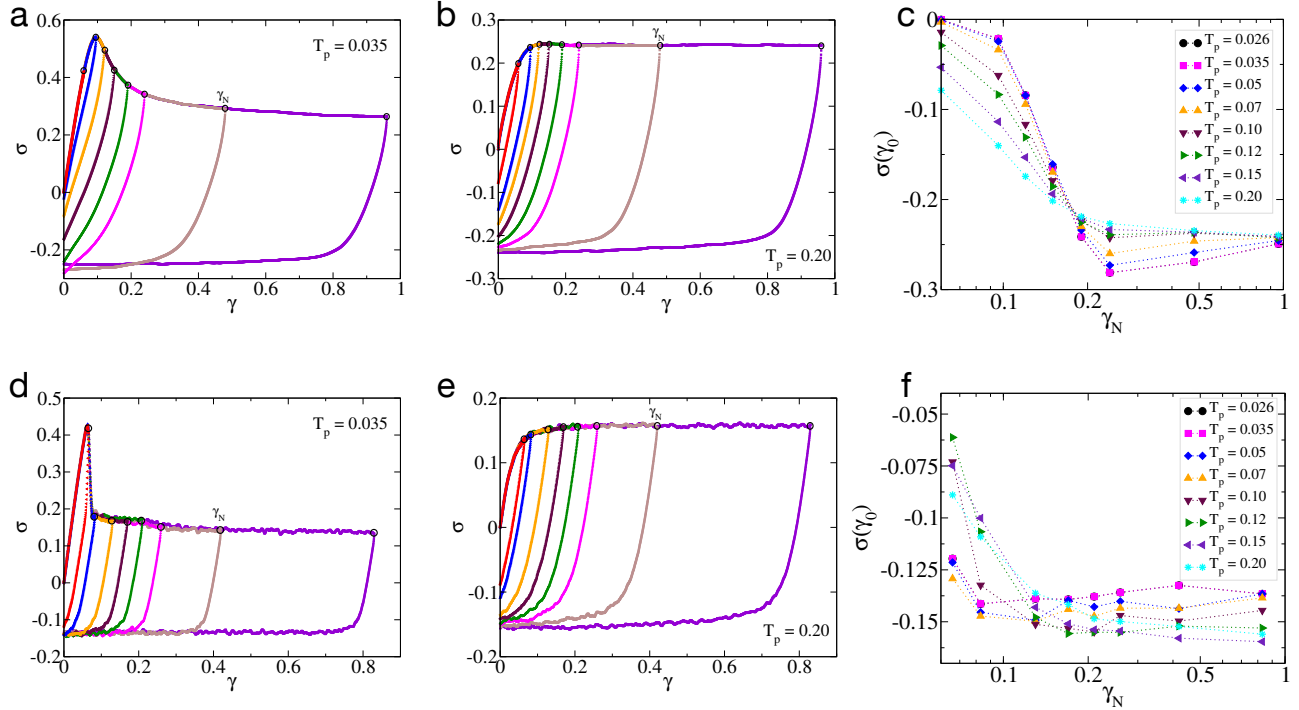 a
T_p = 0.035
γ_N
σ
0.6
0.4
0.2
0
-0.2
0
0.2
0.4
0.6
0.8
1
γ
b
γ_N
T_p = 0.20
σ
0.3
0.2
0.1
0
-0.1
-0.2
-0.3
0
0.2
0.4
0.6
0.8
1
γ
c
T_p = 0.026
T_p = 0.035
T_p = 0.05
T_p = 0.07
T_p = 0.10
T_p = 0.12
T_p = 0.15
T_p = 0.20
σ(γ_0)
0
-0.1
-0.2
-0.3
0.1
0.2
0.5
1
γ_N
d
T_p = 0.035
γ_N
σ
0.5
0.4
0.3
0.2
0.1
0
-0.1
-0.2
0
0.2
0.4
0.6
0.8
γ
e
γ_N
T_p = 0.20
σ
0.2
0.1
0
-0.1
-0.2
0
0.2
0.4
0.6
0.8
γ
f
T_p = 0.026
T_p = 0.035
T_p = 0.05
T_p = 0.07
T_p = 0.10
T_p = 0.12
T_p = 0.15
T_p = 0.20
σ(γ_0)
-0.05
-0.075
-0.1
-0.125
-0.15
0.1
0.2
0.5
1
γ_N